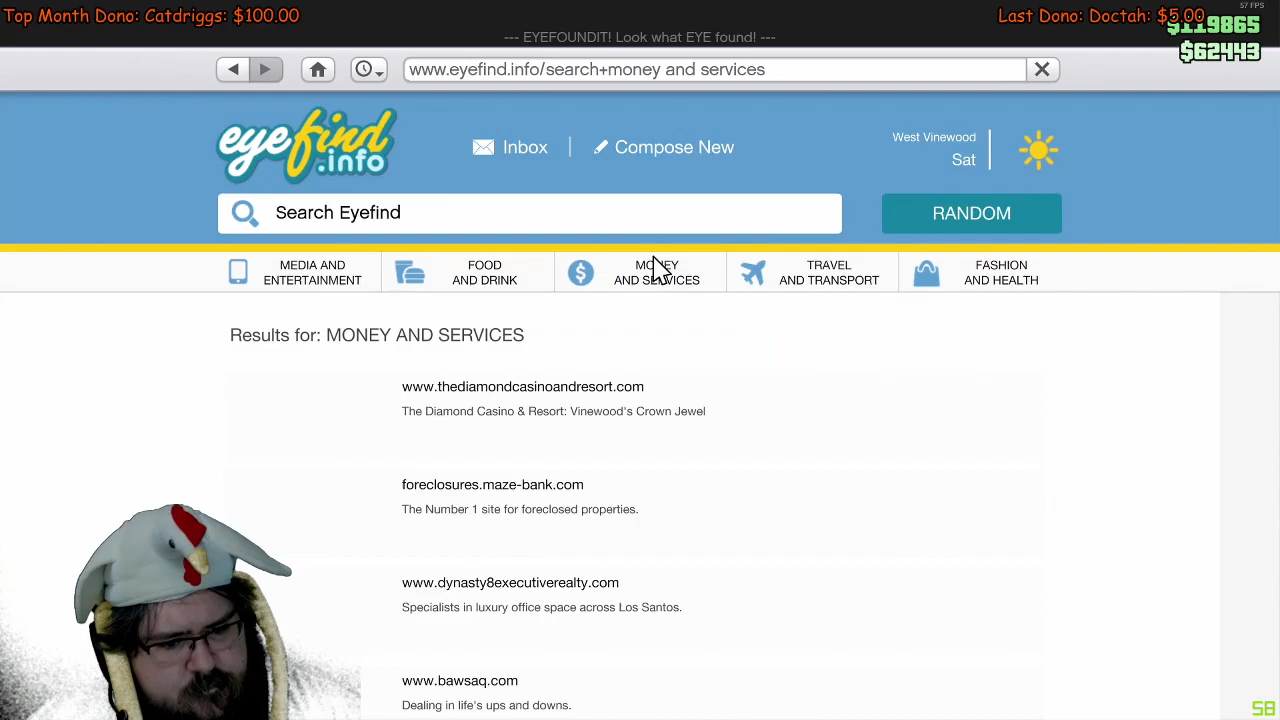 57 FPS
Top Month Dono: Catdriggs: $100.00
Last Dono: Doctah: $5.00
$119865
--- EYEFOUNDIT! Look what EYE found! ---
$62443
www.eyefind.info/search+money and services
eyefind.info
Inbox
Compose New
West Vinewood
Sat
Search Eyefind
RANDOM
MEDIA AND ENTERTAINMENT
FOOD AND DRINK
MONEY AND SERVICES
TRAVEL AND TRANSPORT
FASHION AND HEALTH
Results for: MONEY AND SERVICES
www.thediamondcasinoandresort.com
The Diamond Casino & Resort: Vinewood's Crown Jewel
foreclosures.maze-bank.com
The Number 1 site for foreclosed properties.
www.dynasty8executiverealty.com
Specialists in luxury office space across Los Santos.
www.bawsaq.com
Dealing in life's ups and downs.
58